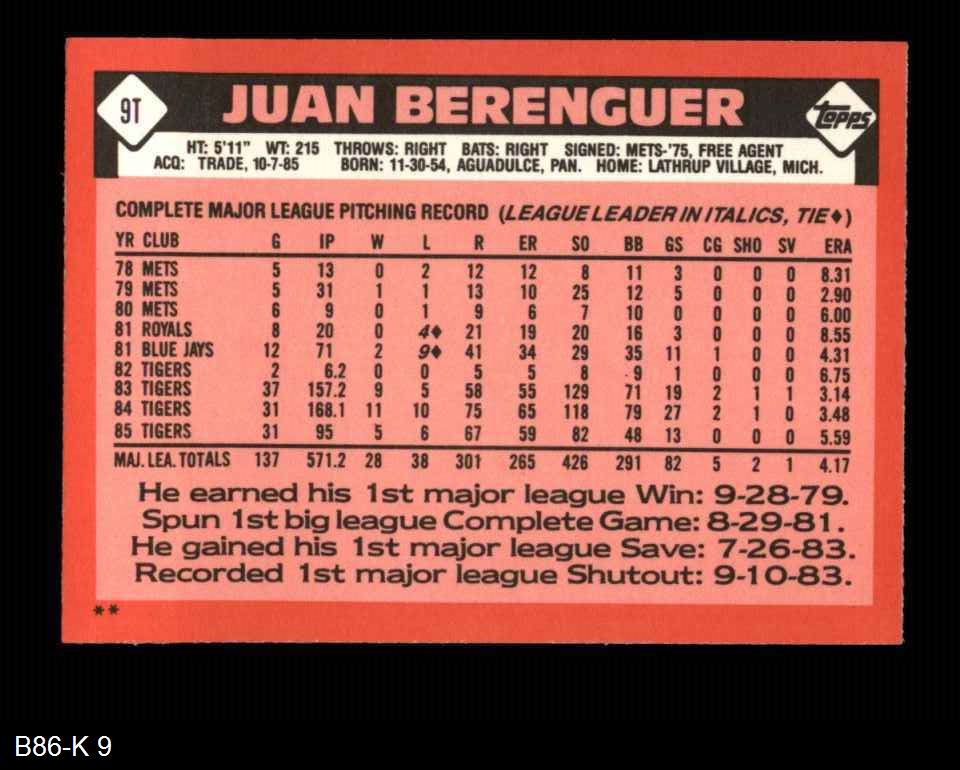 9T JUAN BERENGUER Topps
HT: 5'11" WT: 215 THROWS: RIGHT BATS: RIGHT SIGNED: METS-'75, FREE AGENT
ACQ: TRADE, 10-7-85 BORN: 11-30-54, AGUADULCE, PAN. HOME: LATHRUP VILLAGE, MICH.
COMPLETE MAJOR LEAGUE PITCHING RECORD (LEAGUE LEADER IN ITALICS, TIE♦)
YR CLUB G IP W L R ER SO BB GS CG SHO SV ERA
78 METS 5 13 0 2 12 12 8 11 3 0 0 0 8.31
79 METS 5 31 1 1 13 10 25 12 5 0 0 0 2.90
80 METS 6 9 0 1 9 6 7 10 0 0 0 0 6.00
81 ROYALS 8 20 0 4♦ 21 19 20 16 3 0 0 0 8.55
81 BLUE JAYS 12 71 2 9♦ 41 34 29 35 11 1 0 0 4.31
82 TIGERS 2 6.2 0 0 5 5 8 9 1 0 0 0 6.75
83 TIGERS 37 157.2 9 5 58 55 129 71 19 2 1 1 3.14
84 TIGERS 31 168.1 11 10 75 65 118 79 27 2 1 0 3.48
85 TIGERS 31 95 5 6 67 59 82 48 13 0 0 0 5.59
MAJ. LEA. TOTALS 137 571.2 28 38 301 265 426 291 82 5 2 1 4.17
He earned his 1st major league Win: 9-28-79.
Spun 1st big league Complete Game: 8-29-81.
He gained his 1st major league Save: 7-26-83.
Recorded 1st major league Shutout: 9-10-83.
**
B86-K 9